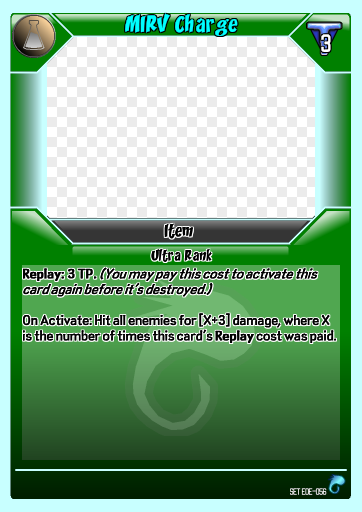 MIRV Charge
3
Item
Ultra Rank
Replay: 3 TP. (You may pay this cost to activate this
card again before it's destroyed.)
On Activate: Hit all enemies for [X+3] damage, where X
is the number of times this card's Replay cost was paid.
SET EOE-056